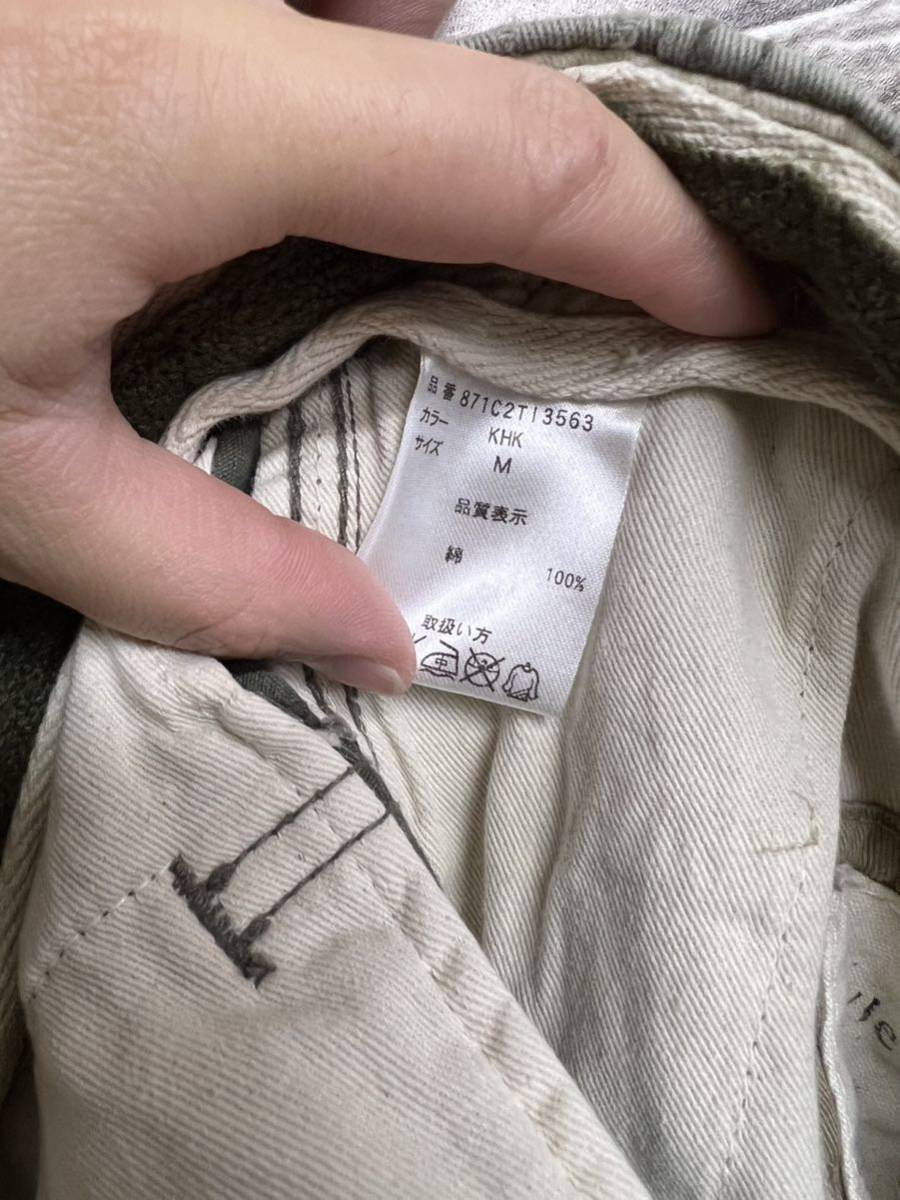 品番 871C2T13563
カラー KHK
サイズ M
品質表示
綿 100%
取扱い方
中